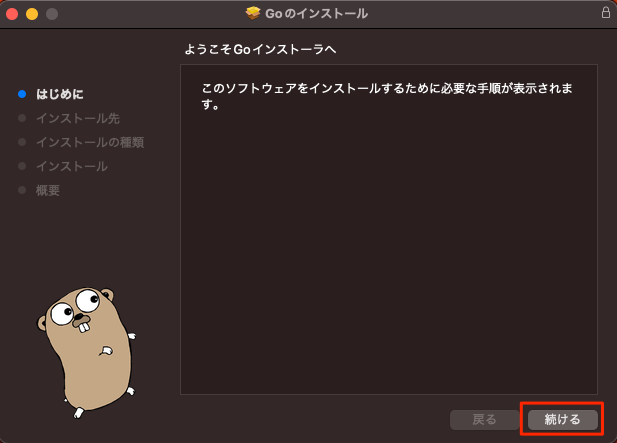 Goのインストール
ようこそGoインストーラへ
はじめに
インストール先
インストールの種類
インストール
概要
このソフトウェアをインストールするために必要な手順が表示されま
す。
戻る
続ける